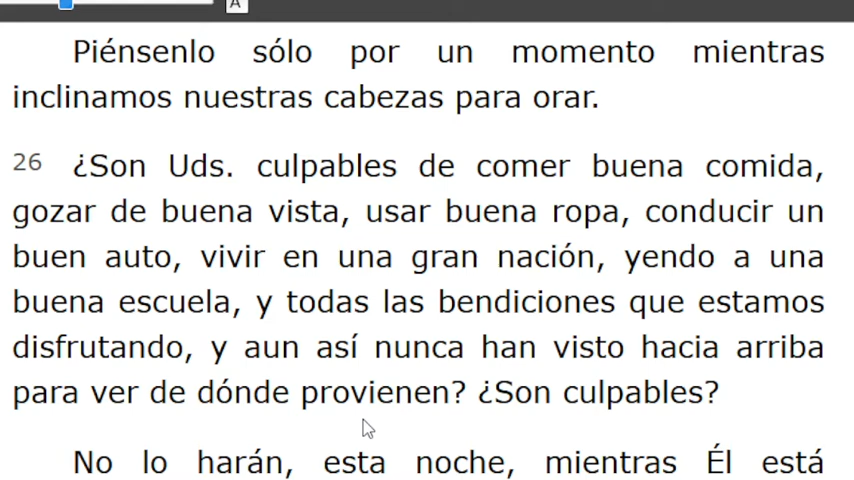 A
Piénsenlo sólo por un momento mientras
inclinamos nuestras cabezas para orar.
26 ¿Son Uds. culpables de comer buena comida,
gozar de buena vista, usar buena ropa, conducir un
buen auto, vivir en una gran nación, yendo a una
buena escuela, y todas las bendiciones que estamos
disfrutando, y aun así nunca han visto hacia arriba
para ver de dónde provienen? ¿Son culpables?
No lo harán, esta noche, mientras Él está